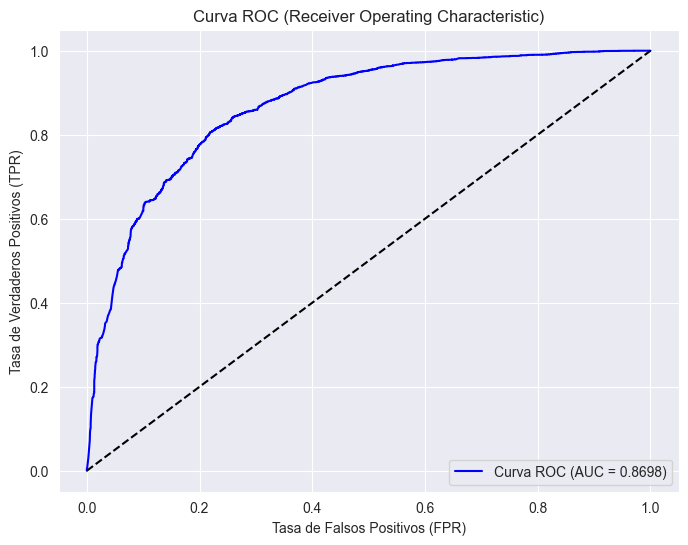 Curva ROC (Receiver Operating Characteristic)
1.0
0.8
0.6
0.4
0.2
0.0
Tasa de Verdaderos Positivos (TPR)
Curva ROC (AUC = 0.8698)
0.0 0.2 0.4 0.6 0.8 1.0
Tasa de Falsos Positivos (FPR)